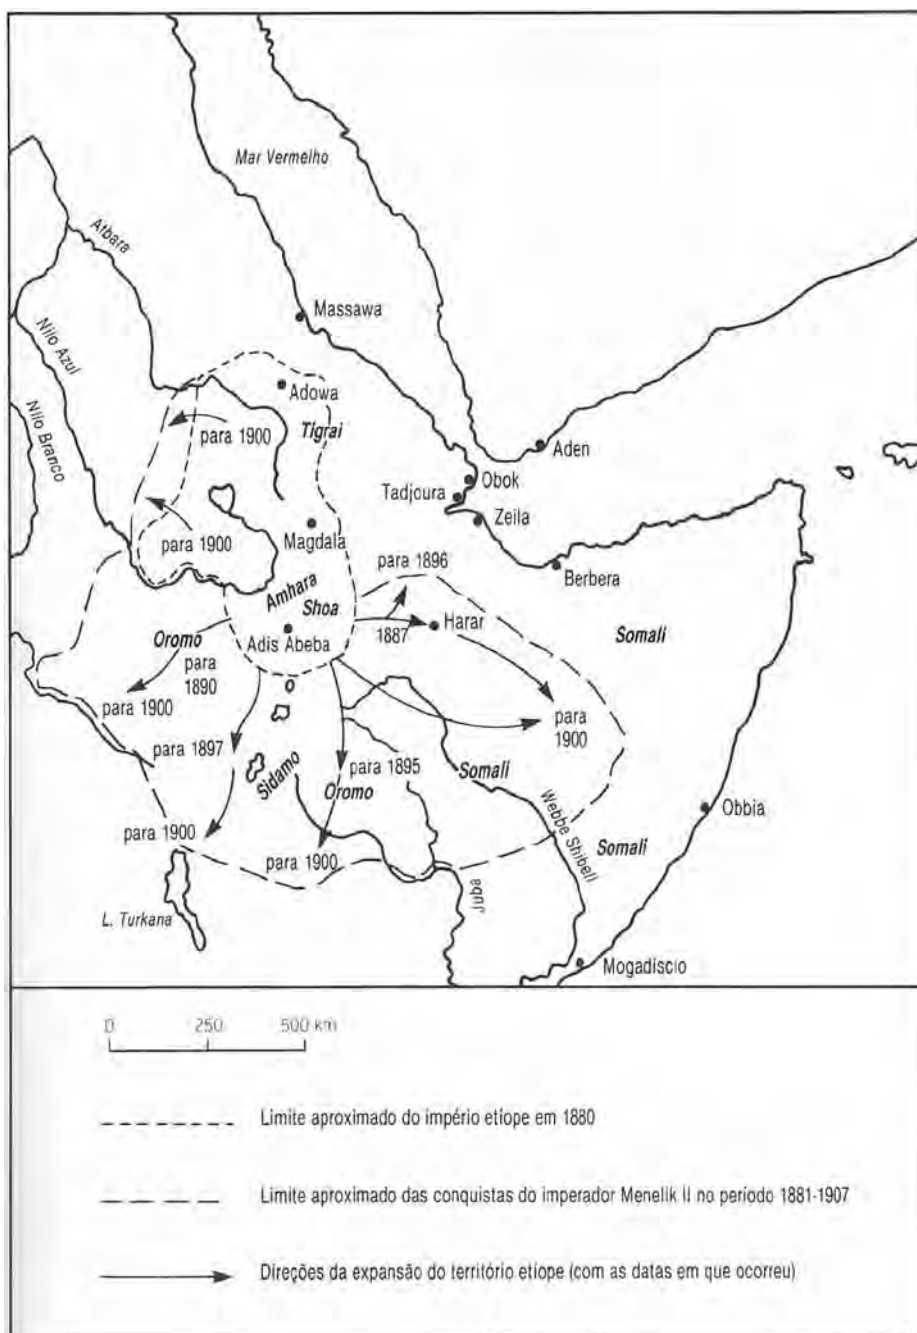 Mar Vermelho
Atbara
Nilo Azul
Nilo Branco
Massawa
Adowa
Tigrai
para 1900
Aden
Obok
Tadjoura
Zeila
Magdala
para 1900
para 1896
Berbera
Amhara
Shoa
1887
Harar
Oromo
Adis Abeba
Somali
para
1890
para 1900
para
1900
para 1897
Sidamo
Oromo
para 1895
Somali
Webbe Shibeli
Obbia
Somali
para 1900
para 1900
Juba
L. Turkana
Mogadiscio
0 250 500 km
Limite aproximado do império etiope em 1880
Limite aproximado das conquistas do imperador Menelik II no período 1881-1907
Direções da expansão do território etiope (com as datas em que ocorreu)